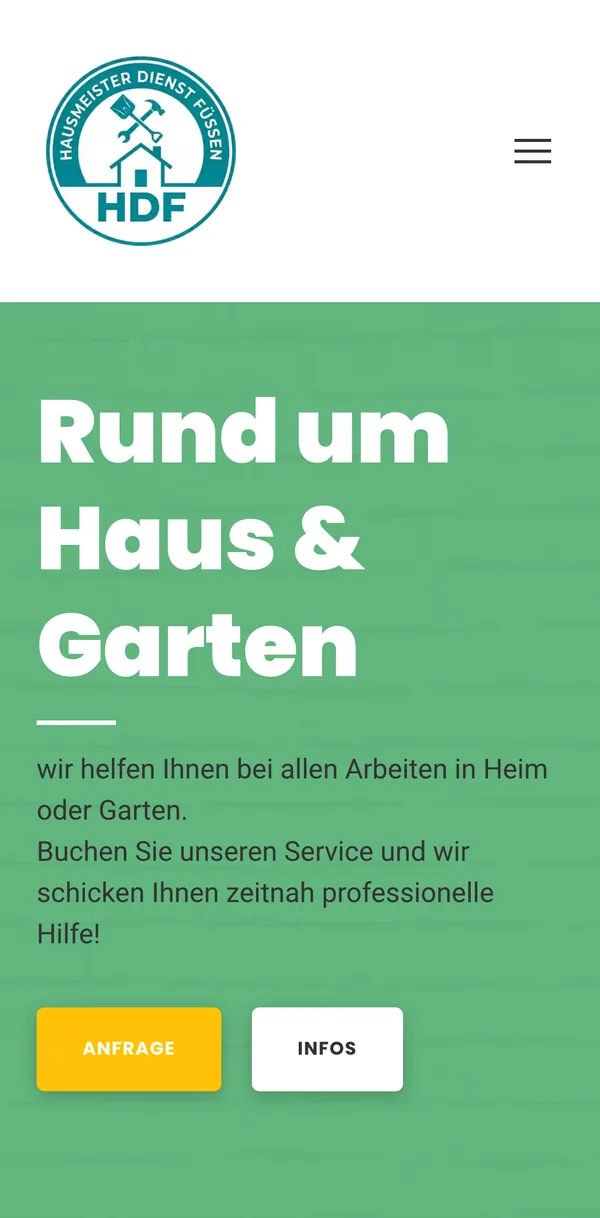 HAUSMEISTER DIENST FÜSSEN
HDF
Rund um
Haus &
Garten
wir helfen Ihnen bei allen Arbeiten in Heim
oder Garten.
Buchen Sie unseren Service und wir
schicken Ihnen zeitnah professionelle
Hilfe!
ANFRAGE
INFOS